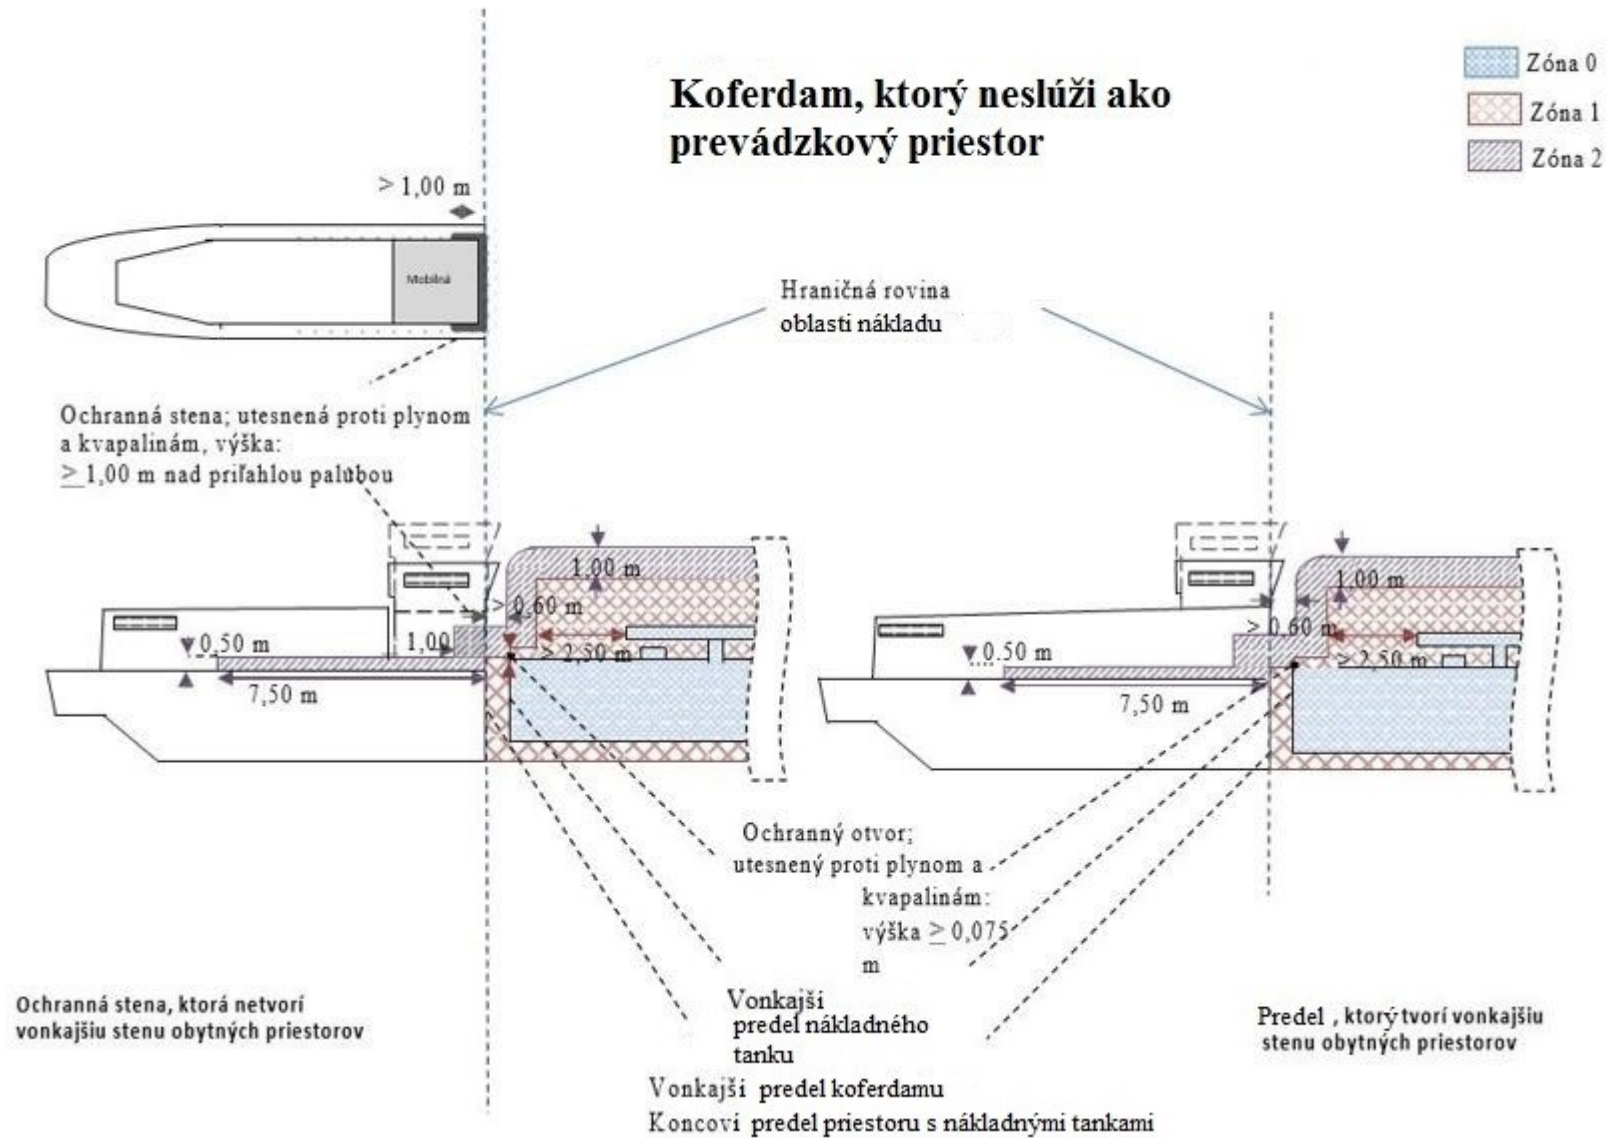 Koferdam, ktorý neslúži ako
prevádzkový priestor
Zóna 0
Zóna 1
Zóna 2
> 1,00 m
Mobilná
Hraničná rovina
oblasti nákladu
Ochranná stena; utesnená proti plynom
a kvapalinám, výška:
≥ 1,00 m nad priľahlou palubou
1,00 m
> 0,60 m
0,50 m
1,00
> 2,50 m
7,50 m
1,00 m
> 0,60 m
0.50 m
> 2,50 m
7,50 m
Ochranný otvor;
utesnený proti plynom a
kvapalinám:
výška ≥ 0,075
m
Ochranná stena, ktorá netvorí
vonkajšiu stenu obytných priestorov
Vonkajší
predel nákladného
tanku
Predel , ktorý tvorí vonkajšiu
stenu obytných priestorov
Vonkajší predel koferdamu
Koncoví predel priestoru s nákladnými tankami